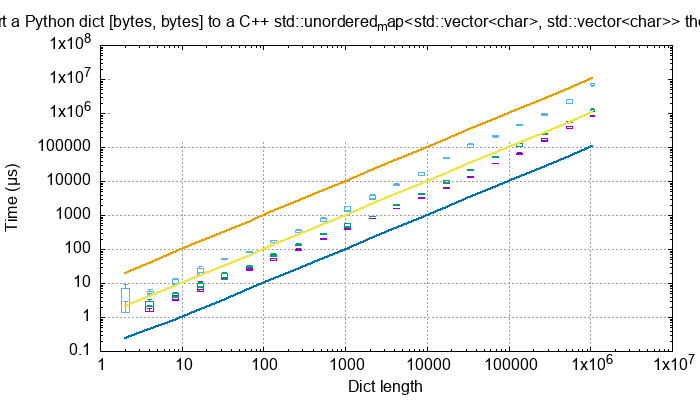 rt a Python dict [bytes, bytes] to a C++ std::unordered_map<std::vector<char>, std::vector<char>> the
1x10^8
1x10^7
1x10^6
100000
10000
1000
100
10
1
0.1
Time (µs)
1 10 100 1000 10000 100000 1x10^6 1x10^7
Dict length